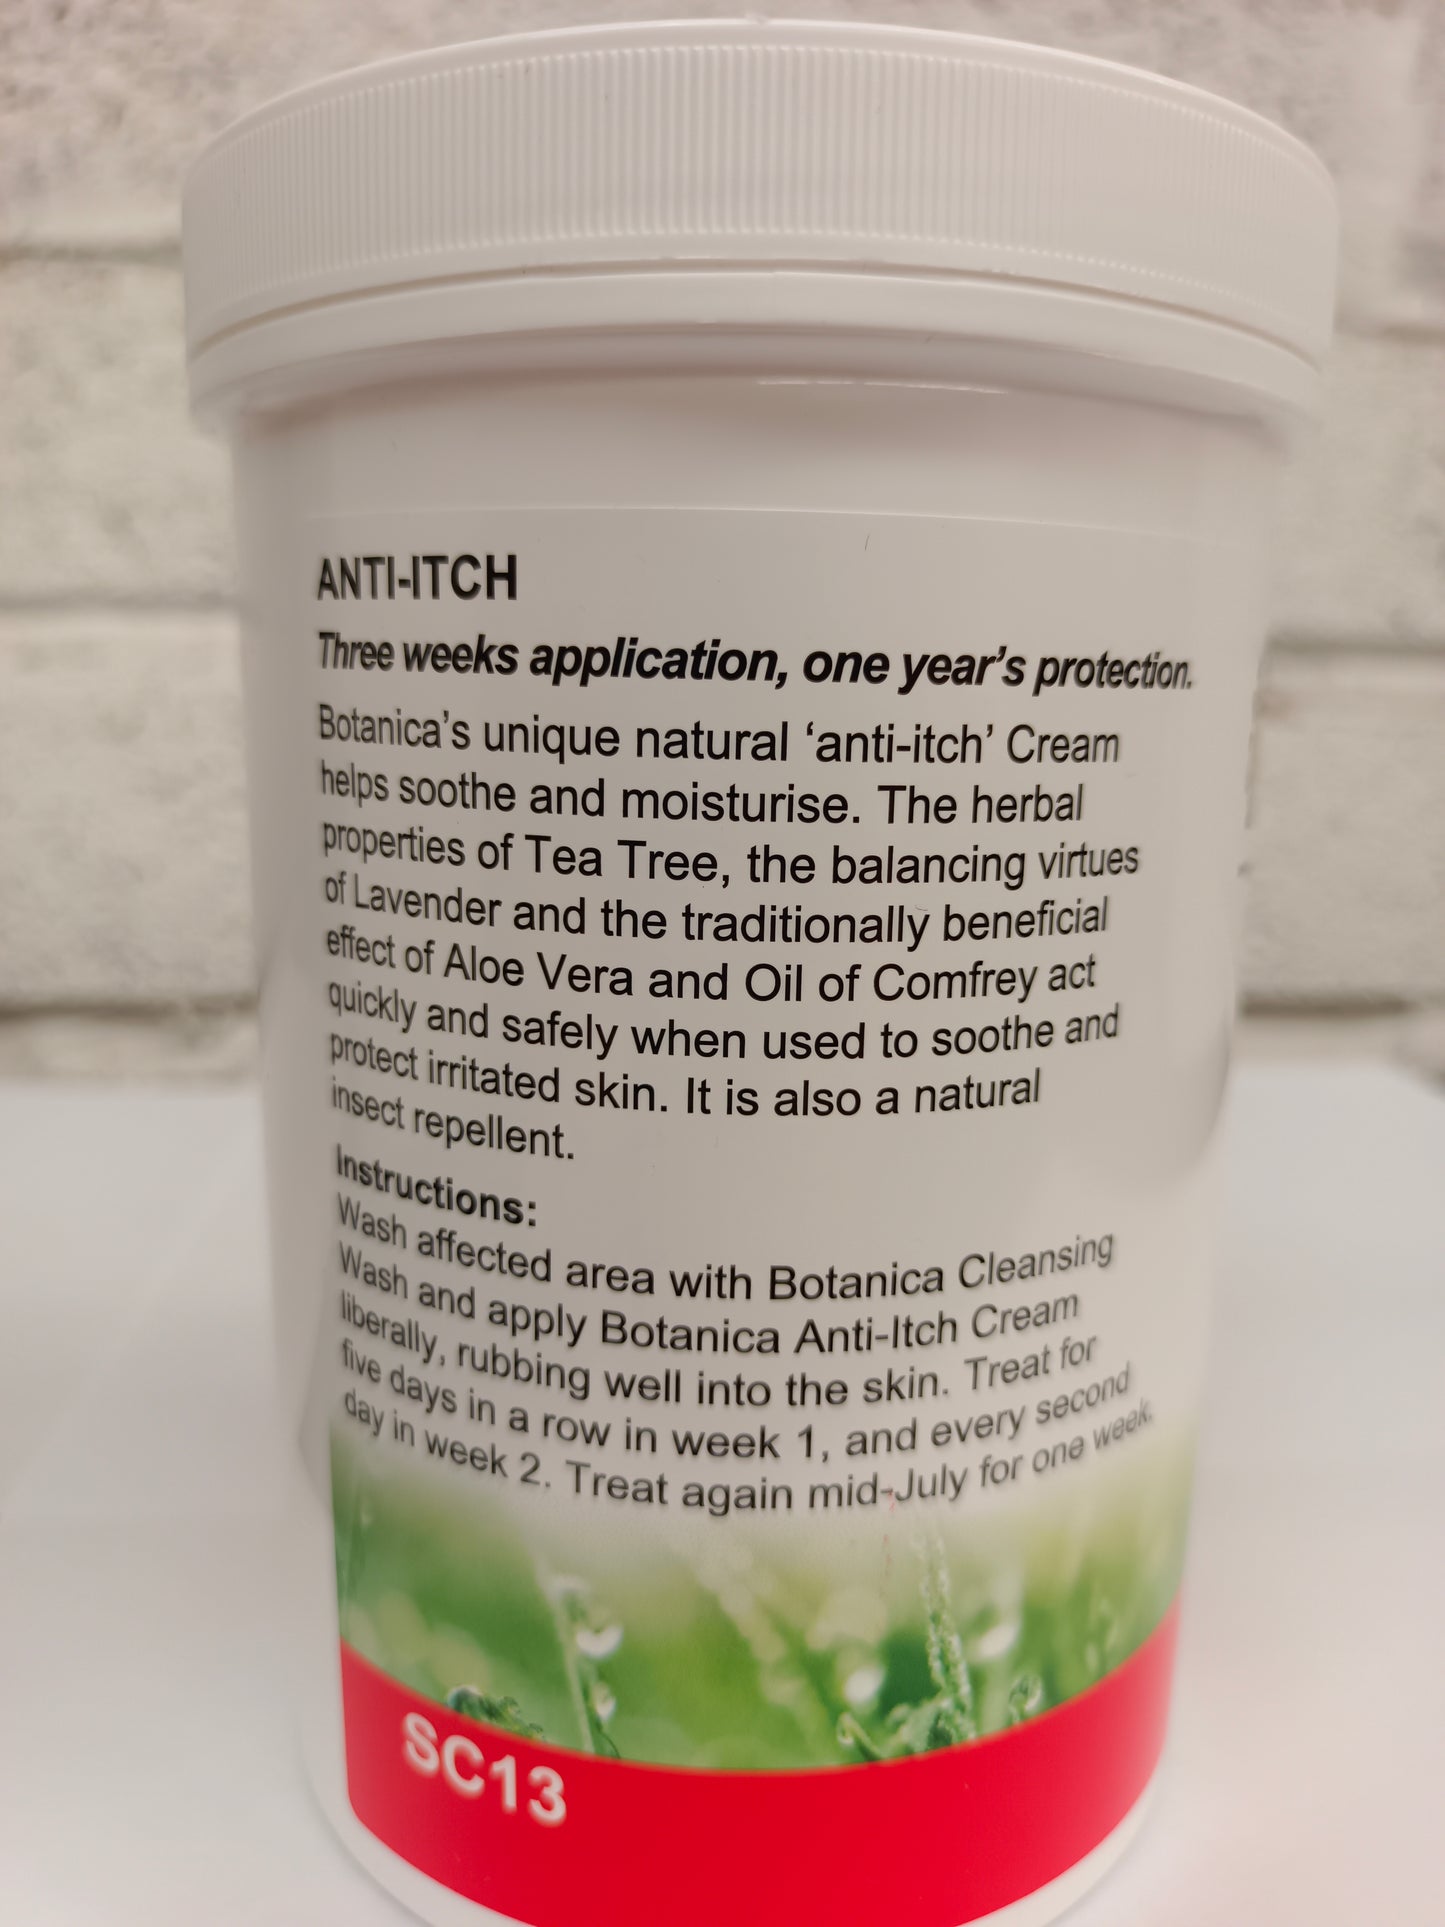 ANTI-ITCH
Three weeks application, one year's protection.
Botanica's unique natural 'anti-itch' Cream
helps soothe and moisturise. The herbal
properties of Tea Tree, the balancing virtues
of Lavender and the traditionally beneficial
effect of Aloe Vera and Oil of Comfrey act
quickly and safely when used to soothe and
protect irritated skin. It is also a natural
insect repellent.
Instructions:
Wash affected area with Botanica Cleansing
Wash and apply Botanica Anti-Itch Cream
liberally, rubbing well into the skin. Treat for
five days in a row in week 1, and every second
day in week 2. Treat again mid-July for one week.
SC13